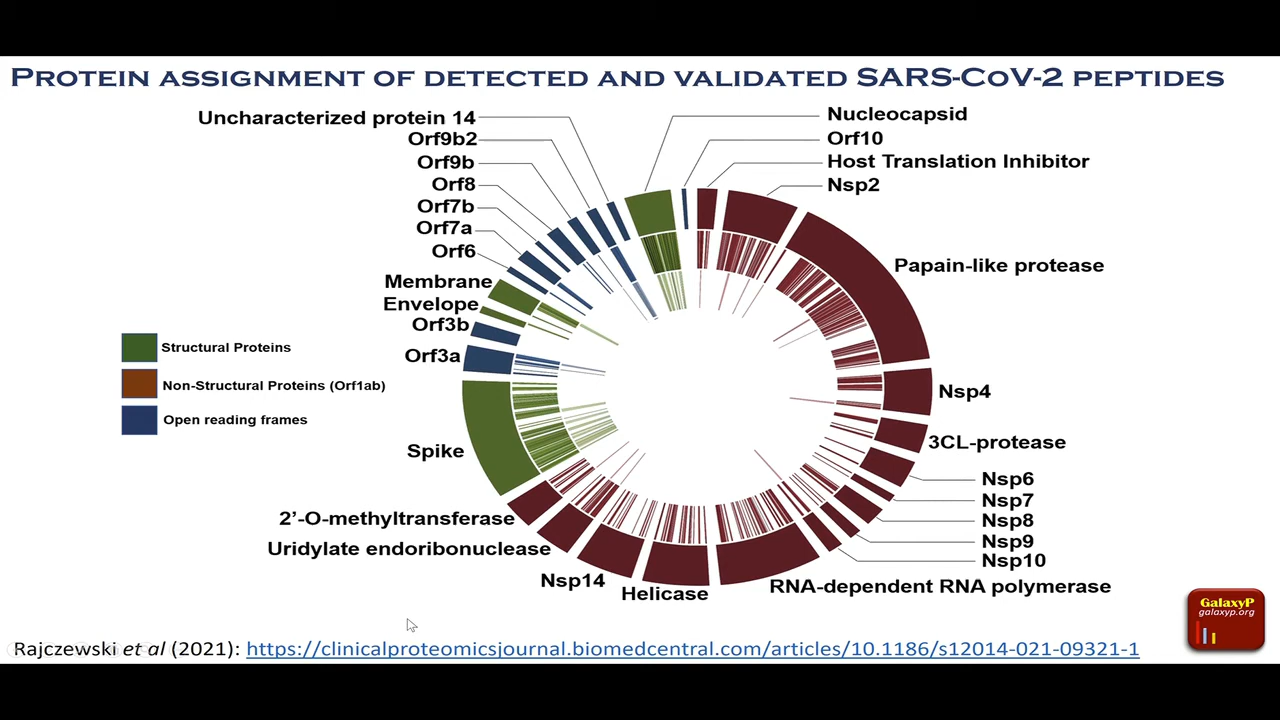 PROTEIN ASSIGNMENT OF DETECTED AND VALIDATED SARS-COV-2 PEPTIDES
Uncharacterized protein 14
Orf9b2
Orf9b
Orf8
Orf7b
Orf7a
Orf6
Membrane
Envelope
Orf3b
Orf3a
Spike
2'-O-methyltransferase
Uridylate endoribonuclease
Nsp14
Helicase
Nucleocapsid
Orf10
Host Translation Inhibitor
Nsp2
Papain-like protease
Nsp4
3CL-protease
Nsp6
Nsp7
Nsp8
Nsp9
Nsp10
RNA-dependent RNA polymerase
Structural Proteins
Non-Structural Proteins (Orf1ab)
Open reading frames
GalaxyP
galaxyp.org
Rajczewski et al (2021): https://clinicalproteomicsjournal.biomedcentral.com/articles/10.1186/s12014-021-09321-1